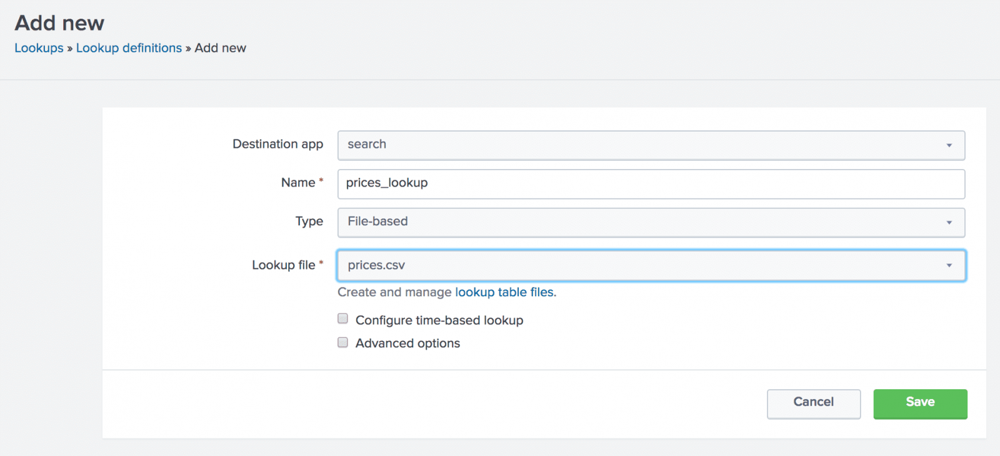 Add new
Lookups » Lookup definitions » Add new
Destination app search
Name * prices_lookup
Type File-based
Lookup file * prices.csv
Create and manage lookup table files.
Configure time-based lookup
Advanced options
Cancel Save